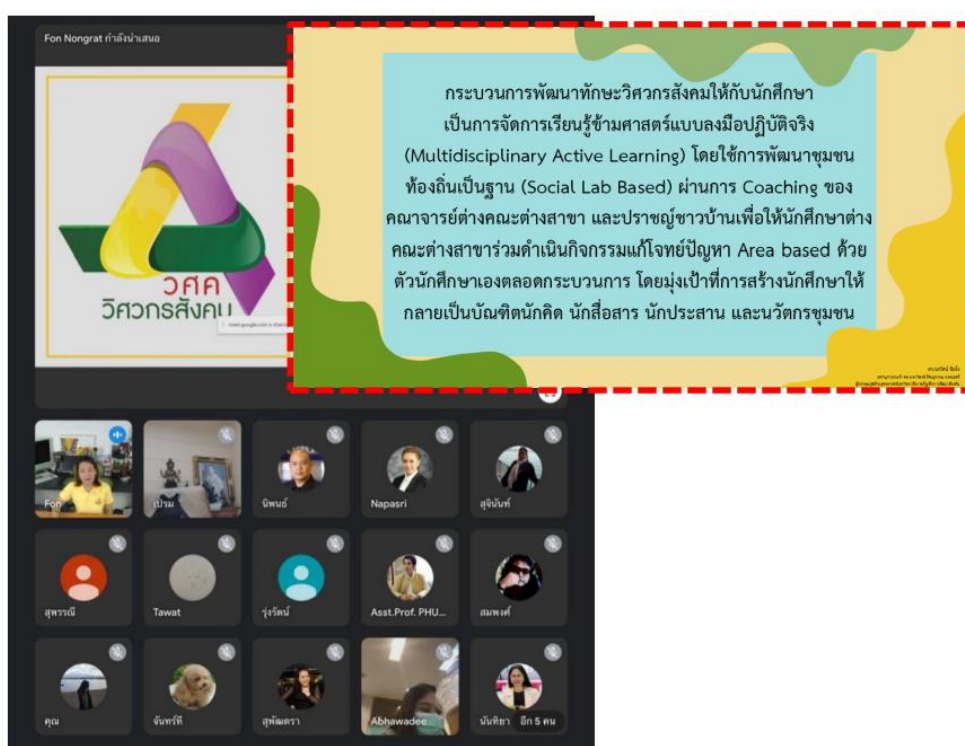 Fon Nongrat กำลังนำเสนอ
วศค
วิศวกรสังคม
กระบวนการพัฒนาทักษะวิศวกรสังคมให้กับนักศึกษา
เป็นการจัดการเรียนรู้ข้ามศาสตร์แบบลงมือปฏิบัติจริง
(Multidisciplinary Active Learning) โดยใช้การพัฒนาชุมชน
ท้องถิ่นเป็นฐาน (Social Lab Based) ผ่านการ Coaching ของ
คณาจารย์ต่างคณะต่างสาขา และปราชญ์ชาวบ้านเพื่อให้นักศึกษาต่าง
คณะต่างสาขาร่วมดำเนินกิจกรรมแก้โจทย์ปัญหา Area based ด้วย
ตัวนักศึกษาเองตลอดกระบวนการ โดยมุ่งเป้าที่การสร้างนักศึกษาให้
กลายเป็นบัณฑิตนักคิด นักสื่อสาร นักประสาน และนวัตกรชุมชน
Fon
เปรม
นิพนธ์
Napasri
สุจินันท์
สุพรรณี
Tawat
รุ่งรัตน์
Asst.Prof. PHU...
สมพงศ์
คุณ
จันทร์ที
สุพัฒตรา
Abhawadee
นันทิยา
อีก 5 คน